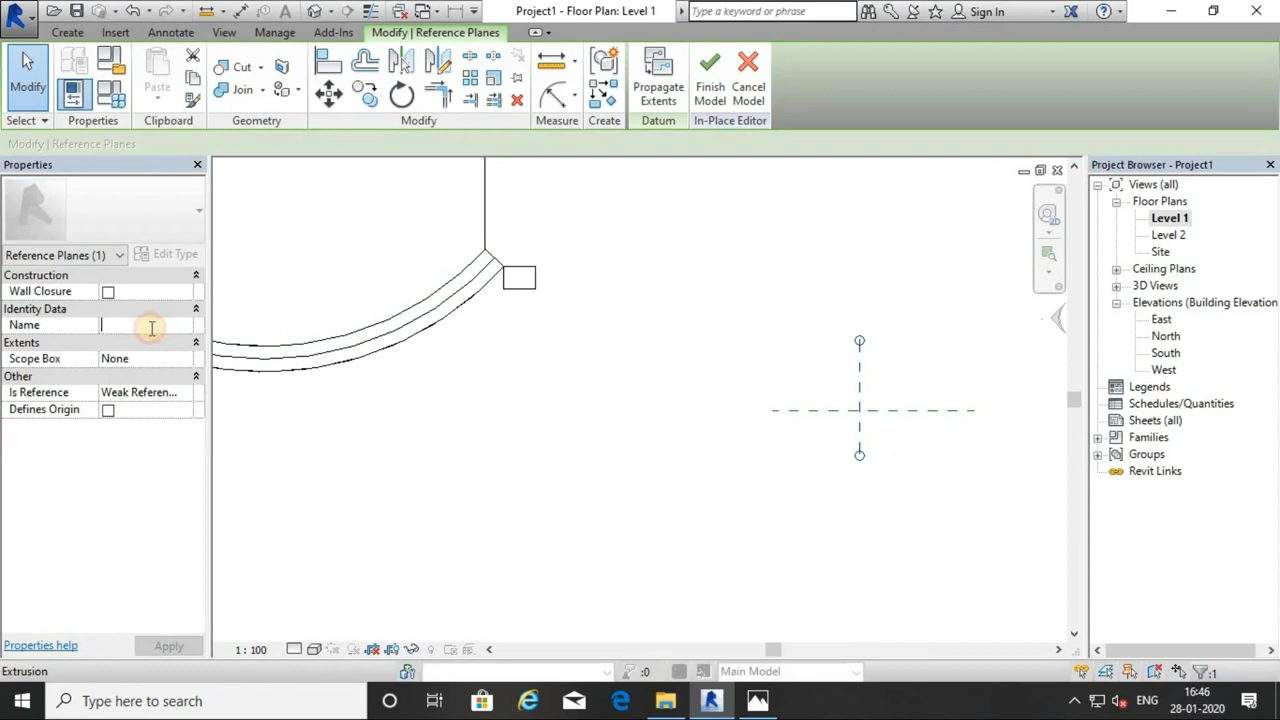 Project1 - Floor Plan: Level 1
Type a keyword or phrase
Sign In
Create
Insert
Annotate
View
Manage
Add-Ins
Modify | Reference Planes
Modify
Paste
Cut
Join
Propagate
Extents
Finish
Model
Cancel
Model
Select
Properties
Clipboard
Geometry
Modify
Measure
Create
Datum
In-Place Editor
Modify | Reference Planes
Properties
Reference Planes (1)
Edit Type
Construction
Wall Closure
Identity Data
Name
Extents
Scope Box
None
Other
Is Reference
Weak Referen...
Defines Origin
Properties help
Apply
2D
Project Browser - Project1
Views (all)
Floor Plans
Level 1
Level 2
Site
Ceiling Plans
3D Views
Elevations (Building Elevation
East
North
South
West
Legends
Schedules/Quantities
Sheets (all)
Families
Groups
Revit Links
1 : 100
Extrusion
:0
Main Model
:1
Type here to search
ENG
16:46
28-01-2020